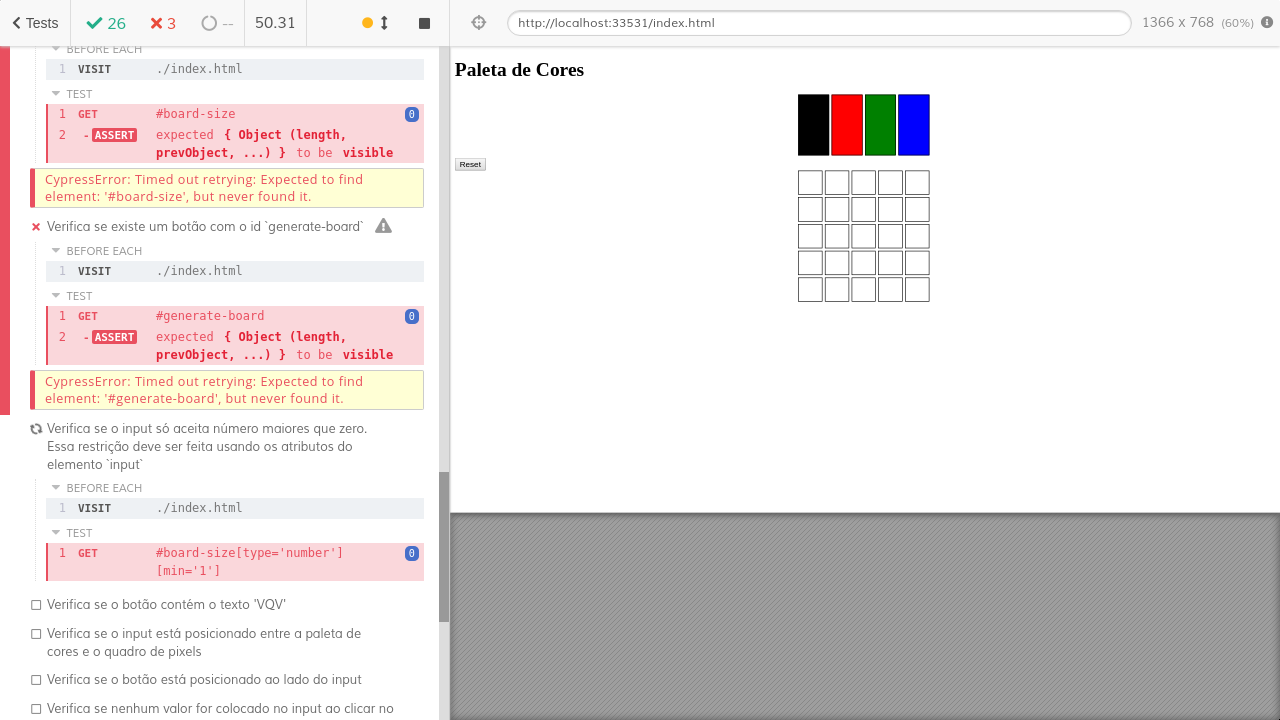 Tests
26
3
--
50.31
http://localhost:33531/index.html
1366 x 768 (60%)
BEFORE EACH
1 VISIT ./index.html
TEST
1 GET #board-size 0
2 -ASSERT expected { Object (length,
prevObject, ...) } to be visible
CypressError: Timed out retrying: Expected to find
element: '#board-size', but never found it.
Verifica se existe um botão com o id `generate-board`
BEFORE EACH
1 VISIT ./index.html
TEST
1 GET #generate-board 0
2 -ASSERT expected { Object (length,
prevObject, ...) } to be visible
CypressError: Timed out retrying: Expected to find
element: '#generate-board', but never found it.
Verifica se o input só aceita número maiores que zero.
Essa restrição deve ser feita usando os atributos do
elemento `input`
BEFORE EACH
1 VISIT ./index.html
TEST
1 GET #board-size[type='number'] 0
[min='1']
Verifica se o botão contém o texto 'VQV'
Verifica se o input está posicionado entre a paleta de
cores e o quadro de pixels
Verifica se o botão está posicionado ao lado do input
Verifica se nenhum valor for colocado no input ao clicar no
Paleta de Cores
Reset